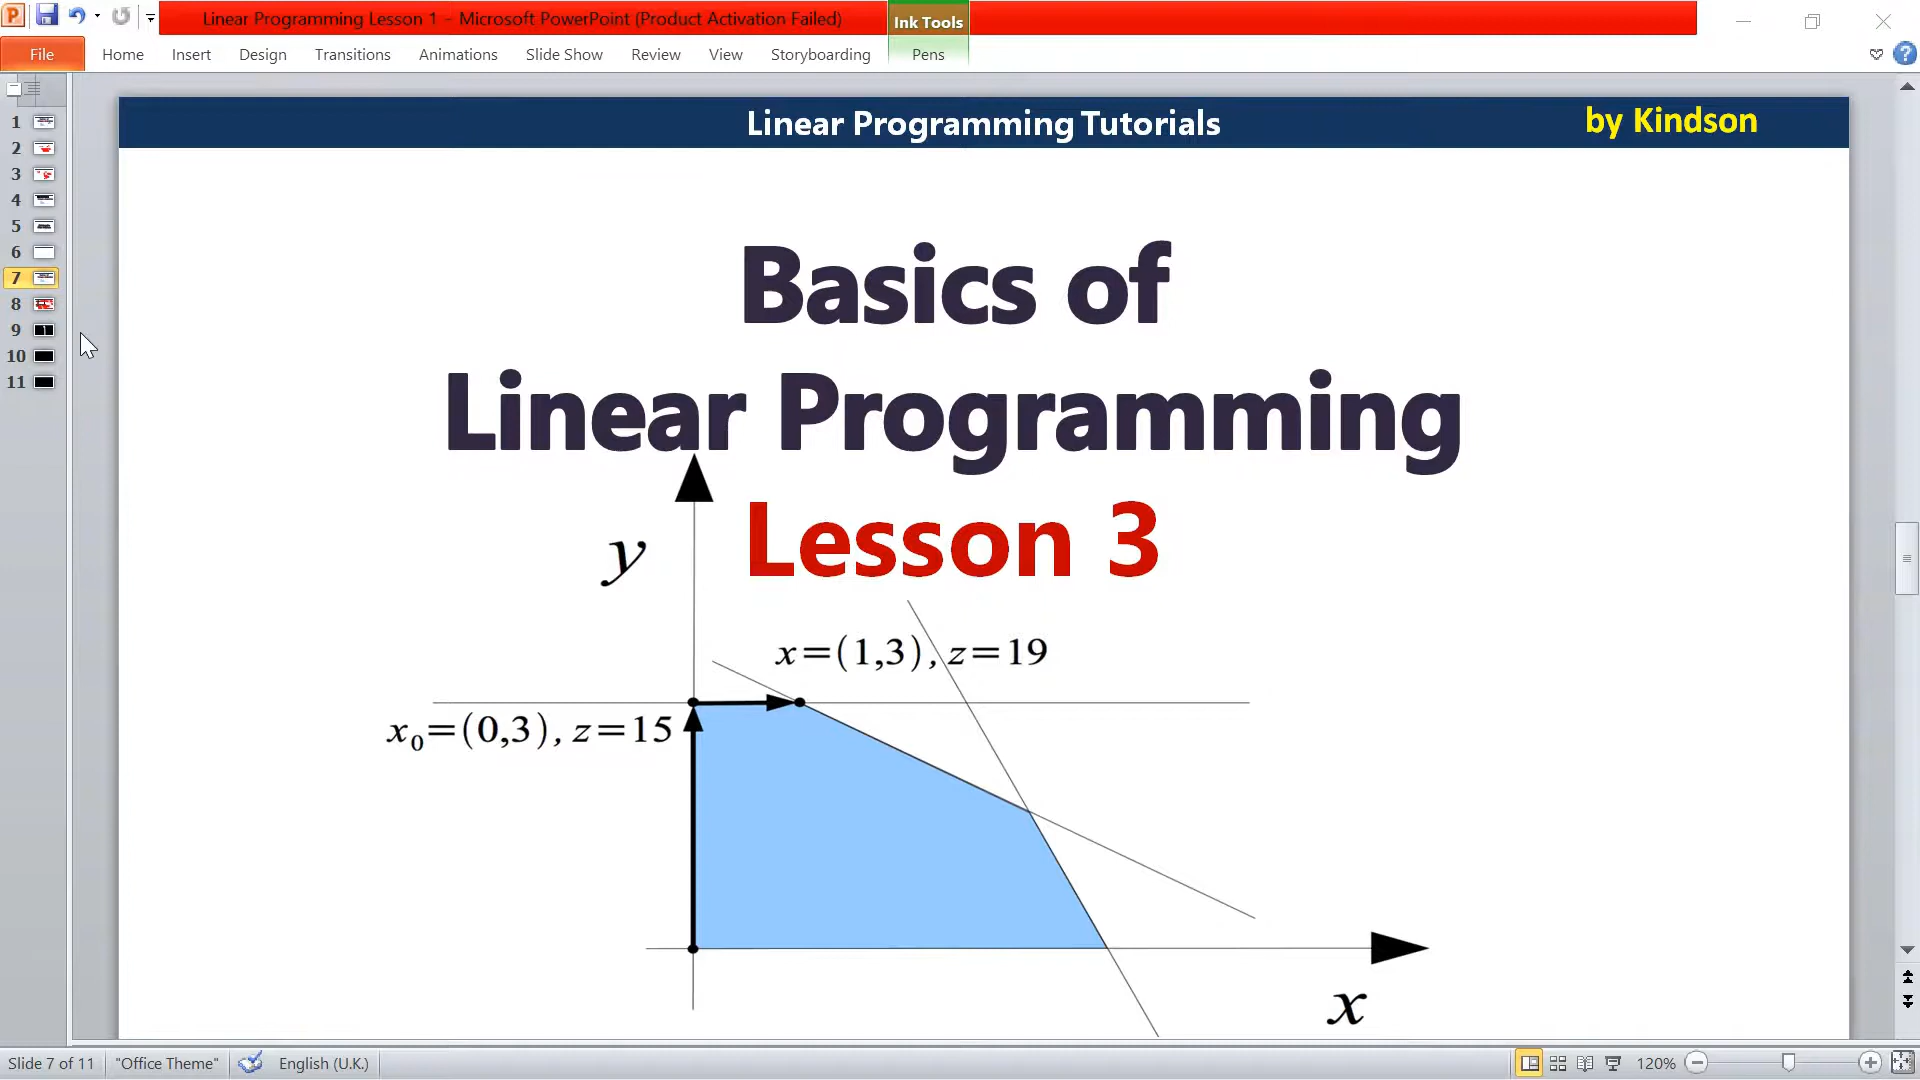 Linear Programming Lesson 1 - Microsoft PowerPoint (Product Activation Failed)
Ink Tools
File
Home
Insert
Design
Transitions
Animations
Slide Show
Review
View
Storyboarding
Pens
1
2
3
4
5
6
7
8
9
10
11
Linear Programming Tutorials
by Kindson
Basics of
Linear Programming
Lesson 3
y
x=(1,3), z=19
x₀=(0,3), z=15
x
Slide 7 of 11
"Office Theme"
English (U.K.)
120%